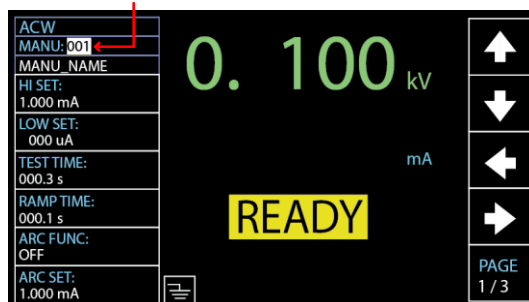 ACW
MANU: 001
MANU_NAME
HI SET:
1.000 mA
LOW SET:
000 uA
TEST TIME:
000.3 s
RAMP TIME:
000.1 s
ARC FUNC:
OFF
ARC SET:
1.000 mA
0. 100 kV
mA
READY
PAGE
1 / 3